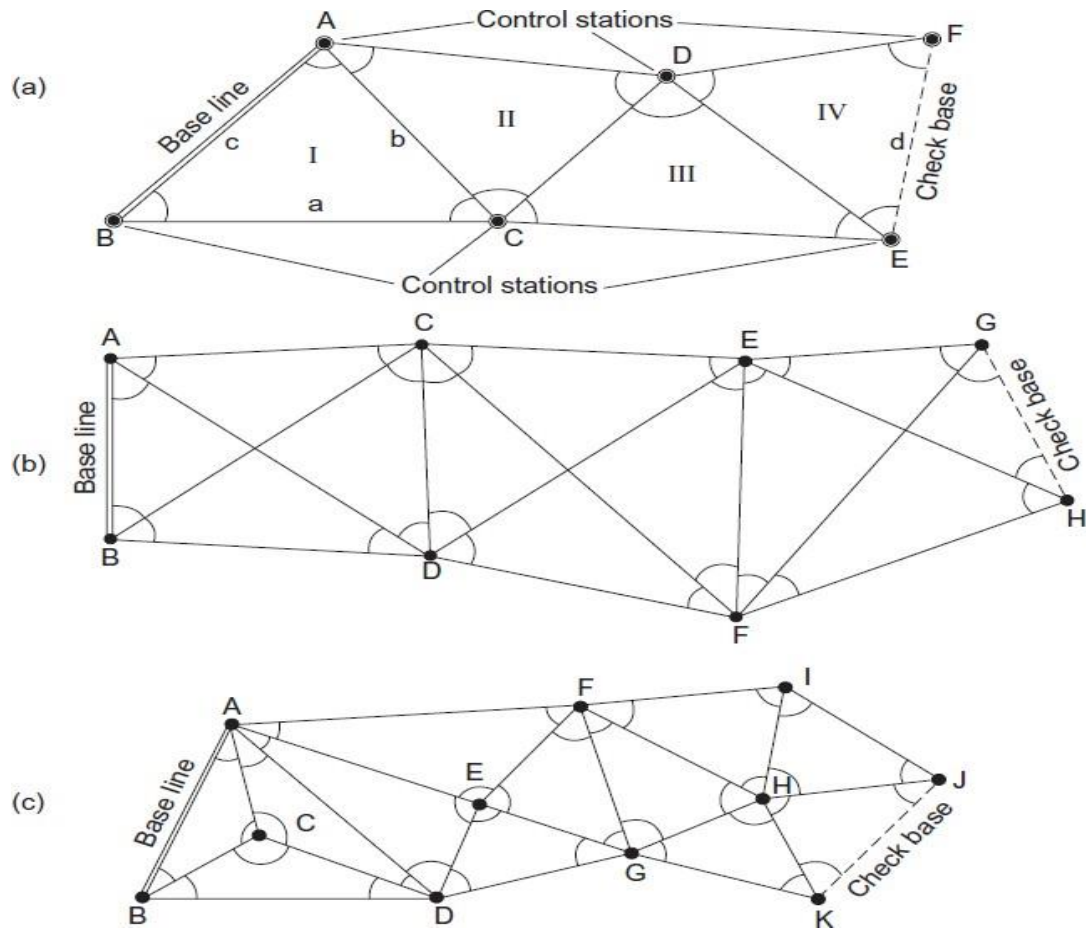 Control stations
A
F
D
(a)
Base line
c
I
b
II
IV
d
Check base
III
a
B
C
E
Control stations
A
C
E
G
(b)
Base line
Check base
H
B
D
F
A
F
I
(c)
Base line
E
H
J
C
G
Check base
B
D
K